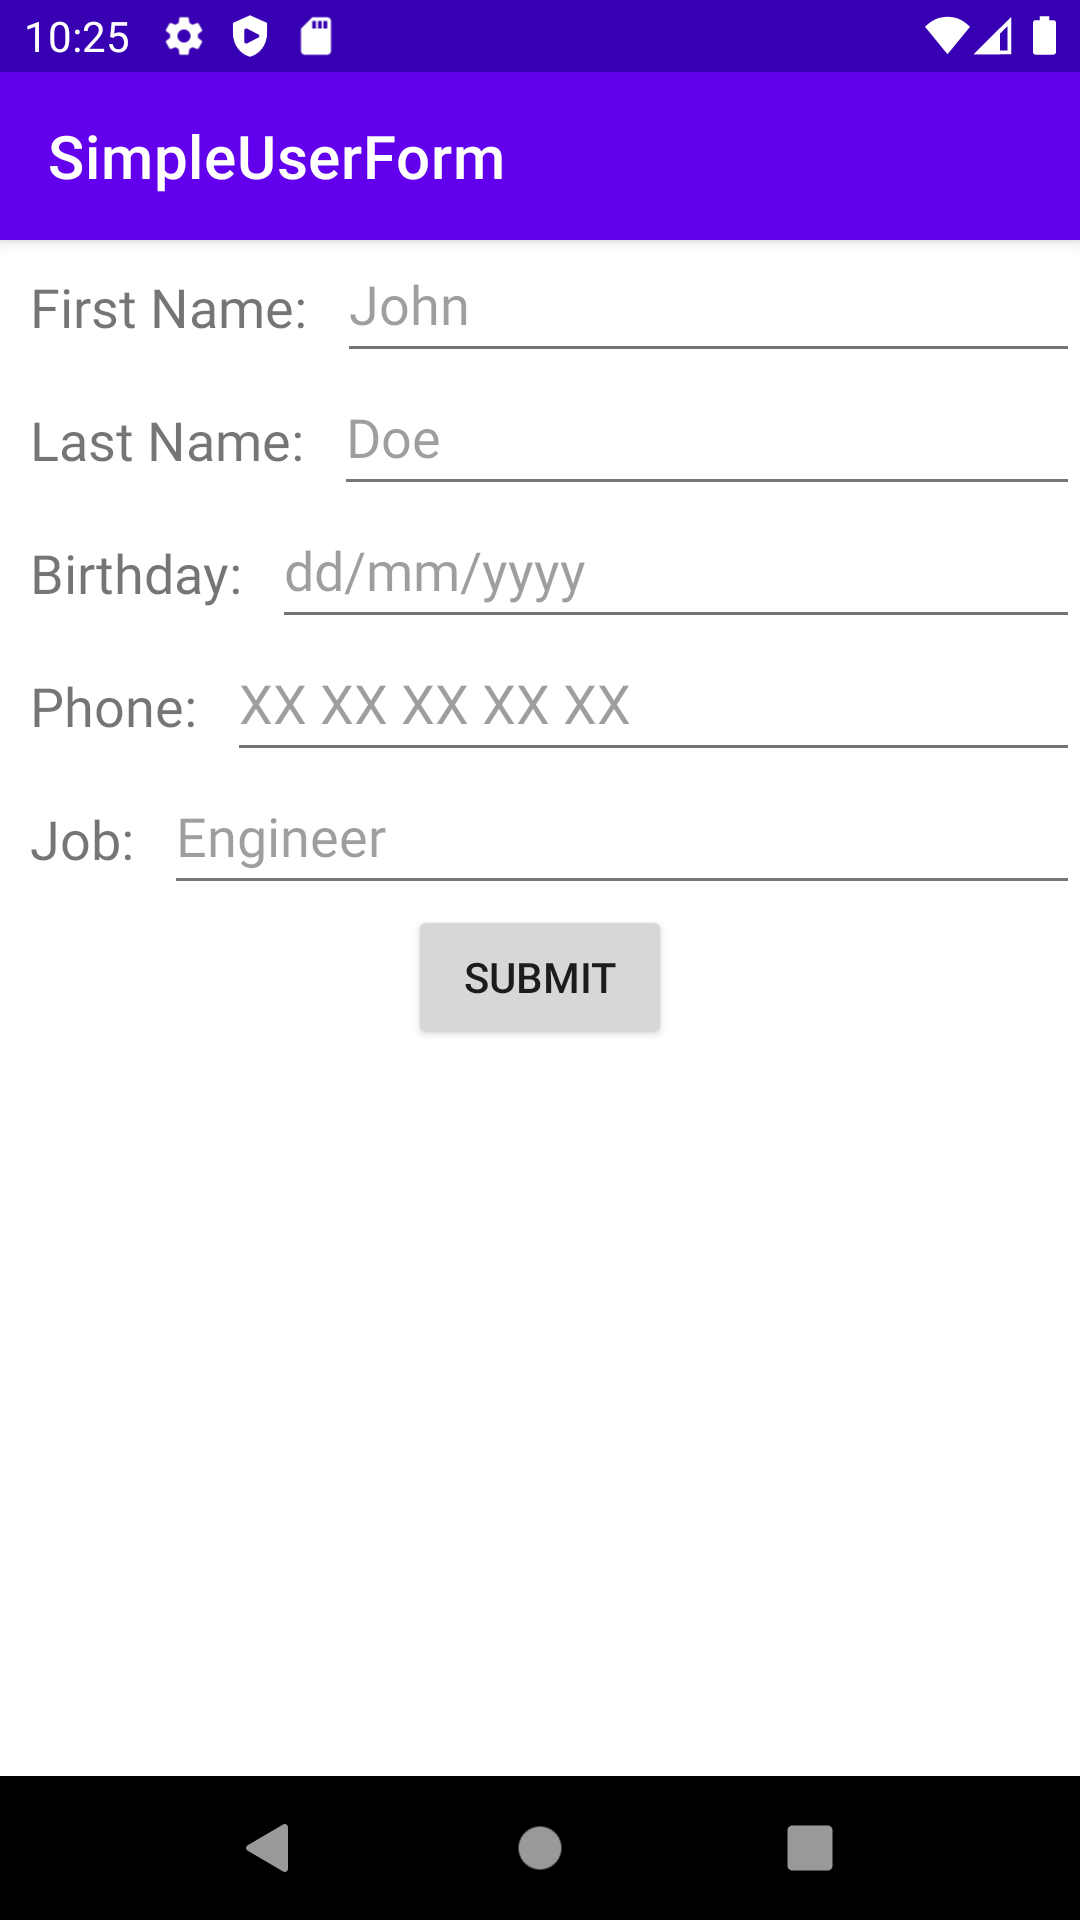 10:25
SimpleUserForm
First Name: John
Last Name: Doe
Birthday: dd/mm/yyyy
Phone: XX XX XX XX XX
Job: Engineer
SUBMIT